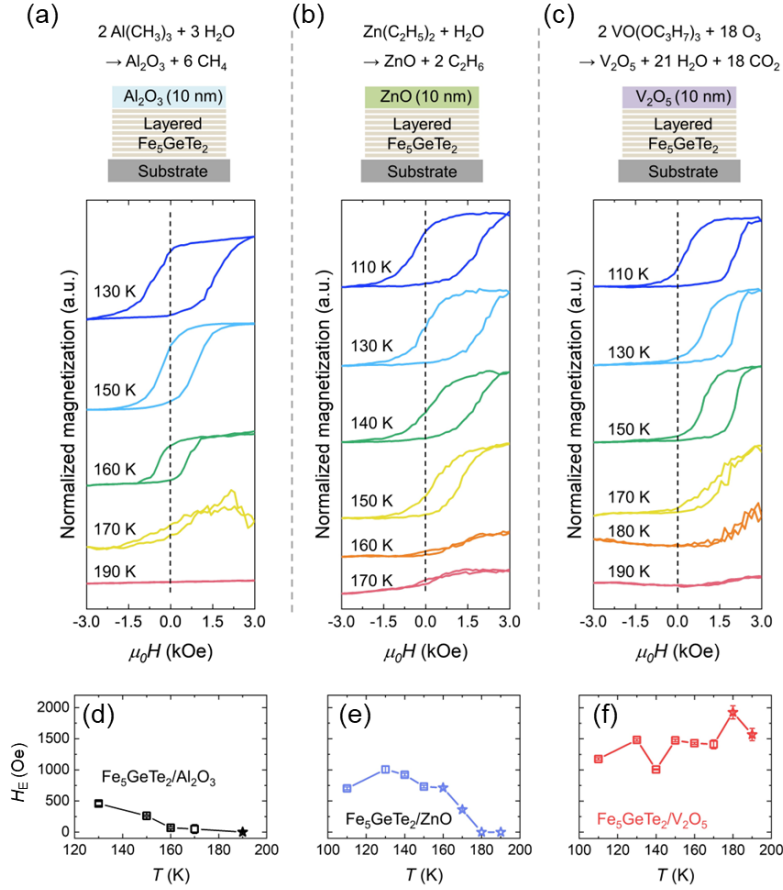 (a)
2 Al(CH₃)₃ + 3 H₂O
→ Al₂O₃ + 6 CH₄
Al₂O₃ (10 nm)
Layered
Fe₅GeTe₂
Substrate
Normalized magnetization (a.u.)
130 K
150 K
160 K
170 K
190 K
-3.0 -1.5 0.0 1.5 3.0
μ₀H (kOe)
(b)
Zn(C₂H₅)₂ + H₂O
→ ZnO + 2 C₂H₆
ZnO (10 nm)
Layered
Fe₅GeTe₂
Substrate
Normalized magnetization (a.u.)
110 K
130 K
140 K
150 K
160 K
170 K
-3.0 -1.5 0.0 1.5 3.0
μ₀H (kOe)
(c)
2 VO(OC₃H₇)₃ + 18 O₃
→ V₂O₅ + 21 H₂O + 18 CO₂
V₂O₅ (10 nm)
Layered
Fe₅GeTe₂
Substrate
Normalized magnetization (a.u.)
110 K
130 K
150 K
170 K
180 K
190 K
-3.0 -1.5 0.0 1.5 3.0
μ₀H (kOe)
(d)
H_E (Oe)
2000
1500
1000
500
0
Fe₅GeTe₂/Al₂O₃
120 140 160 180 200
T (K)
(e)
Fe₅GeTe₂/ZnO
100 120 140 160 180 200
T (K)
(f)
Fe₅GeTe₂/V₂O₅
100 120 140 160 180 200
T (K)